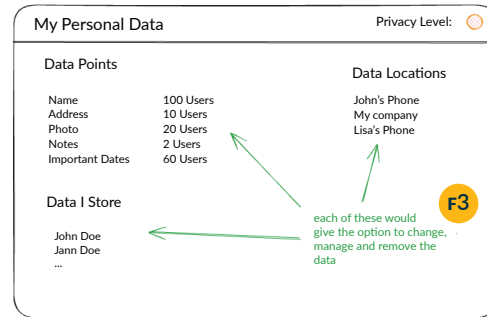 My Personal Data
Privacy Level:
Data Points
Name 100 Users
Address 10 Users
Photo 20 Users
Notes 2 Users
Important Dates 60 Users
Data Locations
John's Phone
My company
Lisa's Phone
Data I Store
John Doe
Jann Doe
...
each of these would
give the option to change,
manage and remove the
data
F3